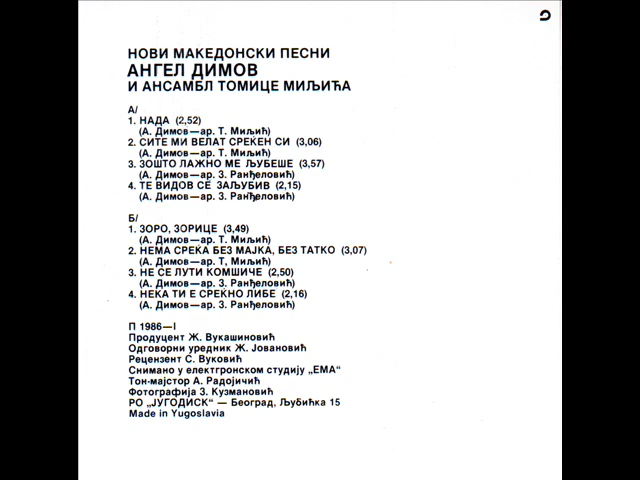 НОВИ МАКЕДОНСКИ ПЕСНИ
АНГЕЛ ДИМОВ
И АНСАМБЛ ТОМИЦЕ МИЉИЋА
А/
1. НАДА (2,52)
(А. Димов—ар. Т. Миљић)
2. СИТЕ МИ ВЕЛАТ СРЕЌЕН СИ (3,06)
(А. Димов—ар. Т. Миљић)
3. ЗОШТО ЛАЖНО МЕ ЉУБЕШЕ (3,57)
(А. Димов—ар. З. Ранђеловић)
4. ТЕ ВИДОВ СЕ ЗАЉУБИВ (2,15)
(А. Димов—ар. З. Ранђеловић)
Б/
1. ЗОРО, ЗОРИЦЕ (3,49)
(А. Димов—ар. Т. Миљић)
2. НЕМА СРЕЌА БЕЗ МАЈКА, БЕЗ ТАТКО (3,07)
(А. Димов—ар. Т, Миљић)
3. НЕ СЕ ЛУТИ КОМШИЧЕ (2,50)
(А. Димов—ар. З. Ранђеловић)
4. НЕКА ТИ Е СРЕЌНО ЛИБЕ (2,16)
(А. Димов—ар. З. Ранђеловић)
П 1986—I
Продуцент Ж. Вукашиновић
Одговорни уредник Ж. Јовановић
Рецензент С. Вуковић
Снимано у електгронском студију „ЕМА“
Тон-мајстор А. Радојичић
Фотографија З. Кузмановић
РО „ЈУГОДИСК“ — Београд, Љубићка 15
Made in Yugoslavia